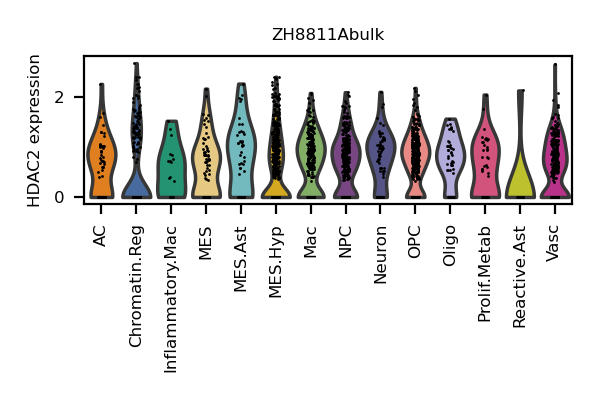 ZH8811Abulk
HDAC2 expression
2
0
AC
Chromatin.Reg
Inflammatory.Mac
MES
MES.Ast
MES.Hyp
Mac
NPC
Neuron
OPC
Oligo
Prolif.Metab
Reactive.Ast
Vasc